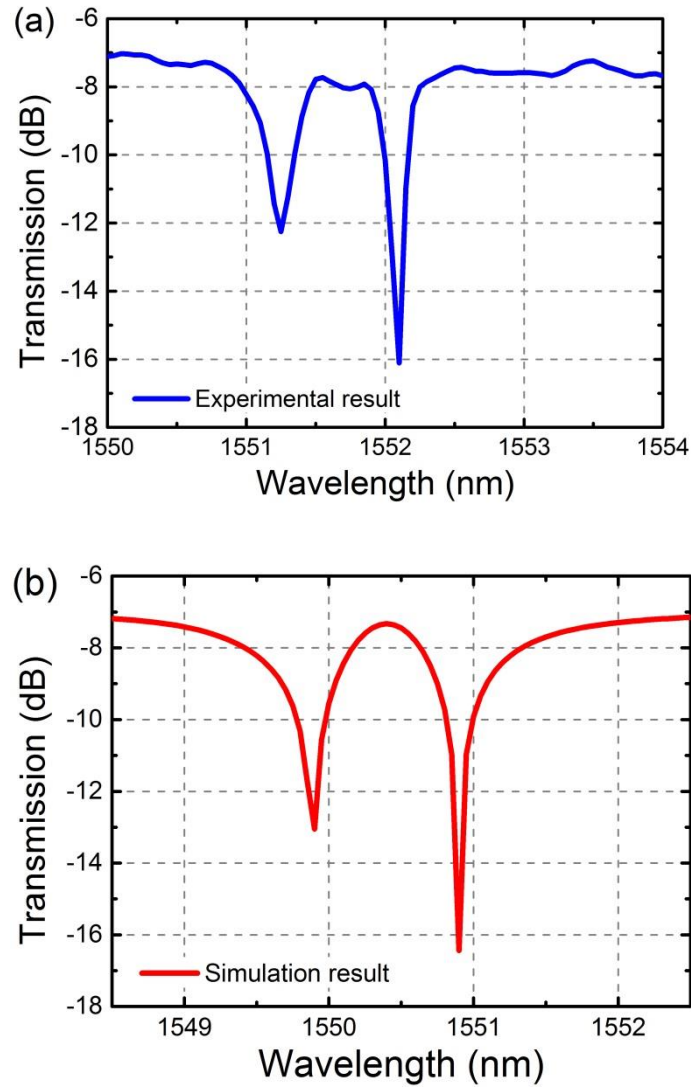 (a)
Transmission (dB)
-6
-8
-10
-12
-14
-16
-18
Experimental result
1550 1551 1552 1553 1554
Wavelength (nm)
(b)
Transmission (dB)
-6
-8
-10
-12
-14
-16
-18
Simulation result
1549 1550 1551 1552
Wavelength (nm)